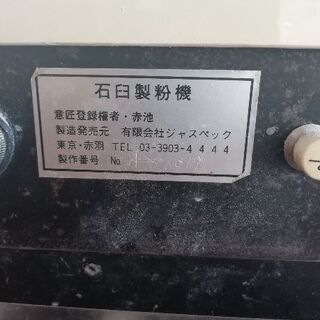 石臼製粉機
意匠登録権者・赤池
製造発売元 有限会社ジャスペック
東京・赤羽 TEL 03-3903-4444
製作番号 No.